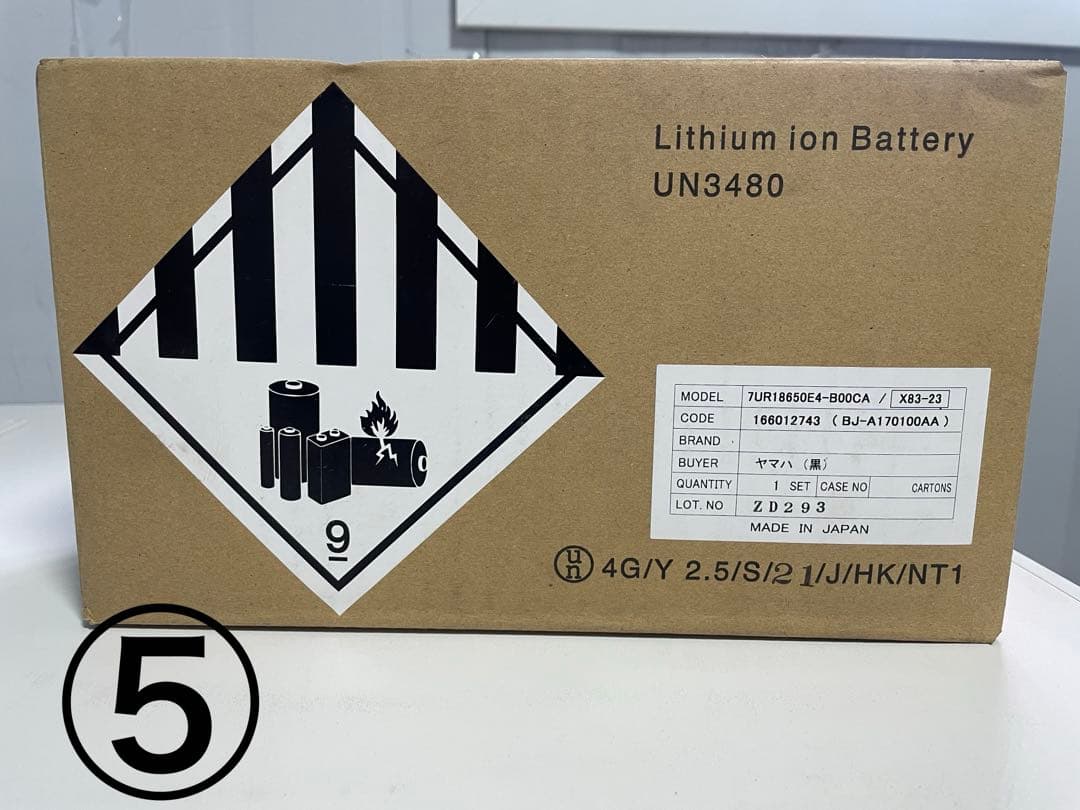 Lithium ion Battery
UN3480
9
MODEL 7UR18650E4-B00CA / X83-23
CODE 166012743 ( BJ-A170100AA )
BRAND
BUYER ヤマハ (黒)
QUANTITY 1 SET CASE NO CARTONS
LOT. NO ZD293
MADE IN JAPAN
un 4G/Y 2.5/S/21/J/HK/NT1
⑤